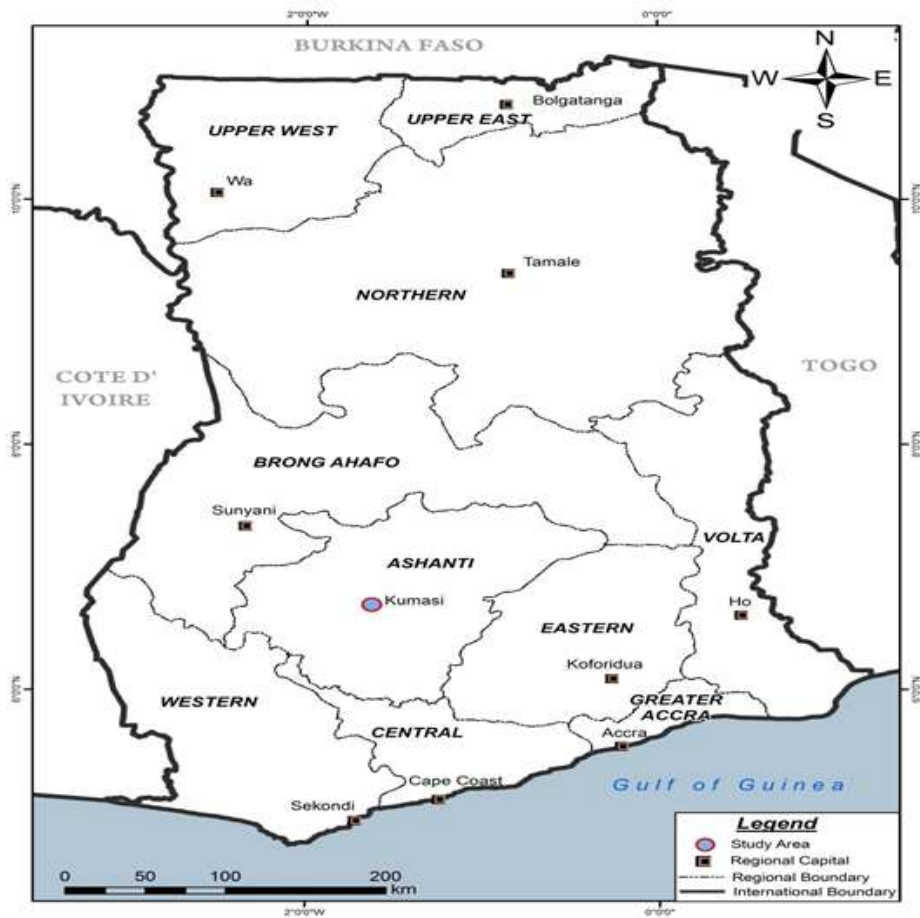 2°0'0"W 0°0'0"
BURKINA FASO
N
W E
S
Bolgatanga
UPPER EAST
UPPER WEST
Wa
10°0'0"N 10°0'0"N
Tamale
NORTHERN
COTE D'
IVOIRE
TOGO
8°0'0"N 8°0'0"N
BRONG AHAFO
Sunyani
VOLTA
ASHANTI
Kumasi
Ho
EASTERN
Koforidua
6°0'0"N 6°0'0"N
WESTERN
GREATER
ACCRA
CENTRAL
Accra
Cape Coast
Gulf of Guinea
Sekondi
Legend
Study Area
Regional Capital
Regional Boundary
International Boundary
0 50 100 200
km
2°0'0"W 0°0'0"